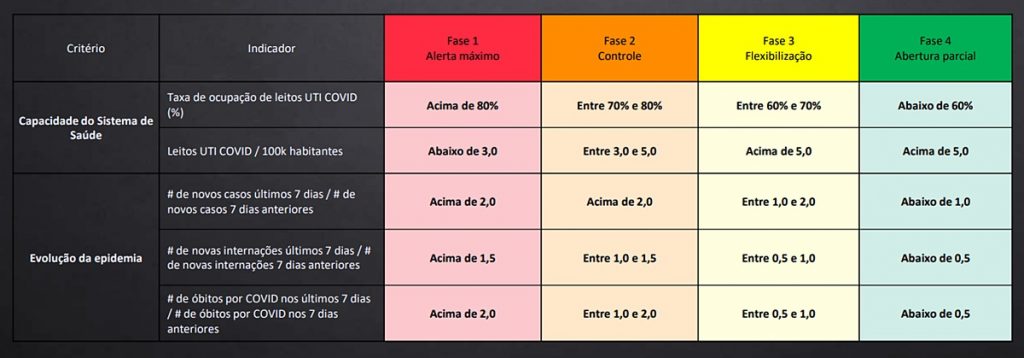 Critério
Indicador
Fase 1
Alerta máximo
Fase 2
Controle
Fase 3
Flexibilização
Fase 4
Abertura parcial
Capacidade do Sistema de
Saúde
Taxa de ocupação de leitos UTI COVID
(%)
Acima de 80%
Entre 70% e 80%
Entre 60% e 70%
Abaixo de 60%
Leitos UTI COVID / 100k habitantes
Abaixo de 3,0
Entre 3,0 e 5,0
Acima de 5,0
Acima de 5,0
Evolução da epidemia
# de novos casos últimos 7 dias / # de
novos casos 7 dias anteriores
Acima de 2,0
Acima de 2,0
Entre 1,0 e 2,0
Abaixo de 1,0
# de novas internações últimos 7 dias / #
de novas internações 7 dias anteriores
Acima de 1,5
Entre 1,0 e 1,5
Entre 0,5 e 1,0
Abaixo de 0,5
# de óbitos por COVID nos últimos 7 dias
/ # de óbitos por COVID nos 7 dias
anteriores
Acima de 2,0
Entre 1,0 e 2,0
Entre 0,5 e 1,0
Abaixo de 0,5